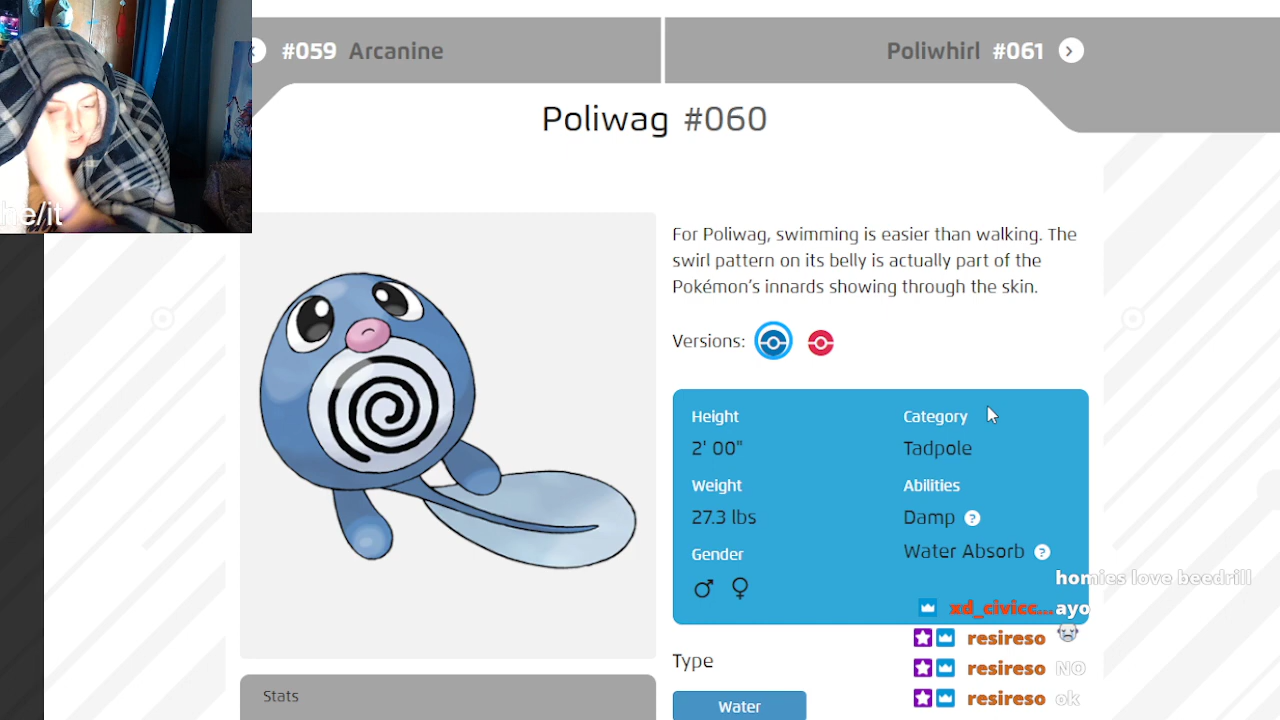 #059 Arcanine
Poliwhirl #061
Poliwag #060
he/it
For Poliwag, swimming is easier than walking. The
swirl pattern on its belly is actually part of the
Pokémon's innards showing through the skin.
Versions:
Height
2' 00"
Weight
27.3 lbs
Gender
Category
Tadpole
Abilities
Damp ?
Water Absorb ?
Type
Water
Stats
homies love beedrill
xd_civicc... ayo
resireso
resireso NO
resireso ok